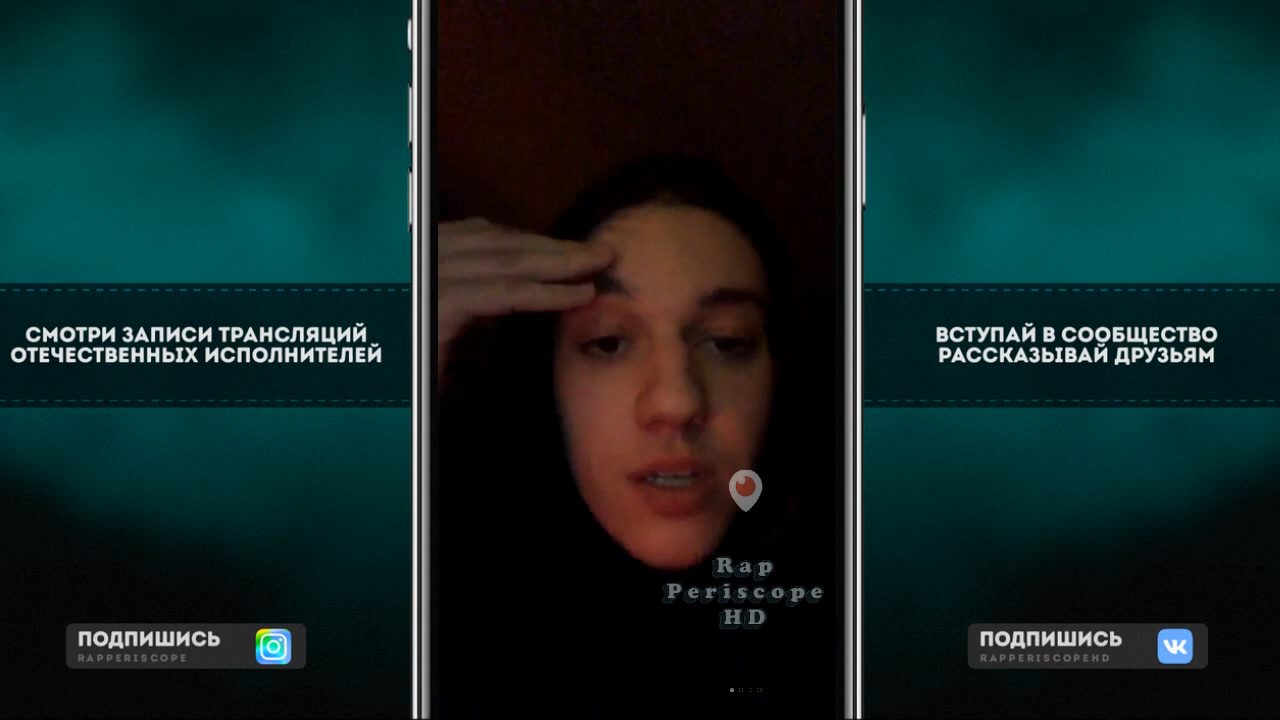 СМОТРИ ЗАПИСИ ТРАНСЛЯЦИЙ
ОТЕЧЕСТВЕННЫХ ИСПОЛНИТЕЛЕЙ
ВСТУПАЙ В СООБЩЕСТВО
РАССКАЗЫВАЙ ДРУЗЬЯМ
Rap
Periscope
HD
ПОДПИШИСЬ
RAPPERISCOPE
ПОДПИШИСЬ
RAPPERISCOPEHD